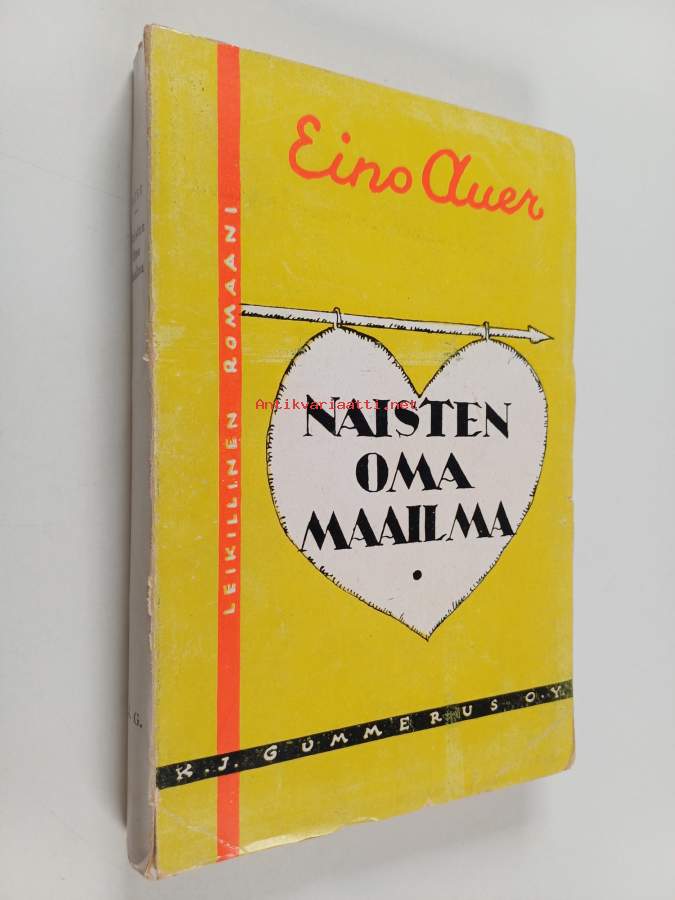 Eino Auer
LEIKILLINEN ROMAANI
Antikvariaatti.net
NAISTEN
OMA
MAAILMA
K. J. GUMMERUS O.Y.